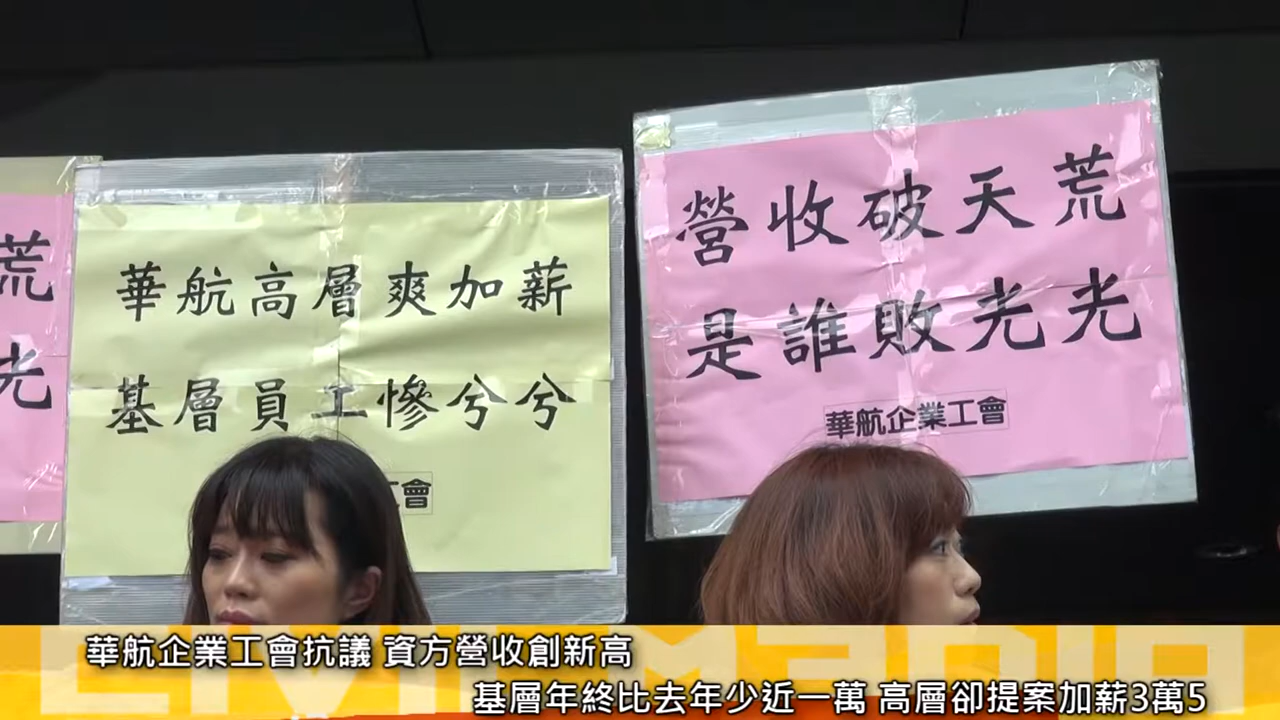 荒
光
華航高層爽加薪
基層員工慘兮兮
工會
營收破天荒
是誰敗光光
華航企業工會
華航企業工會抗議 資方營收創新高
基層年終比去年少近一萬 高層卻提案加薪3萬5